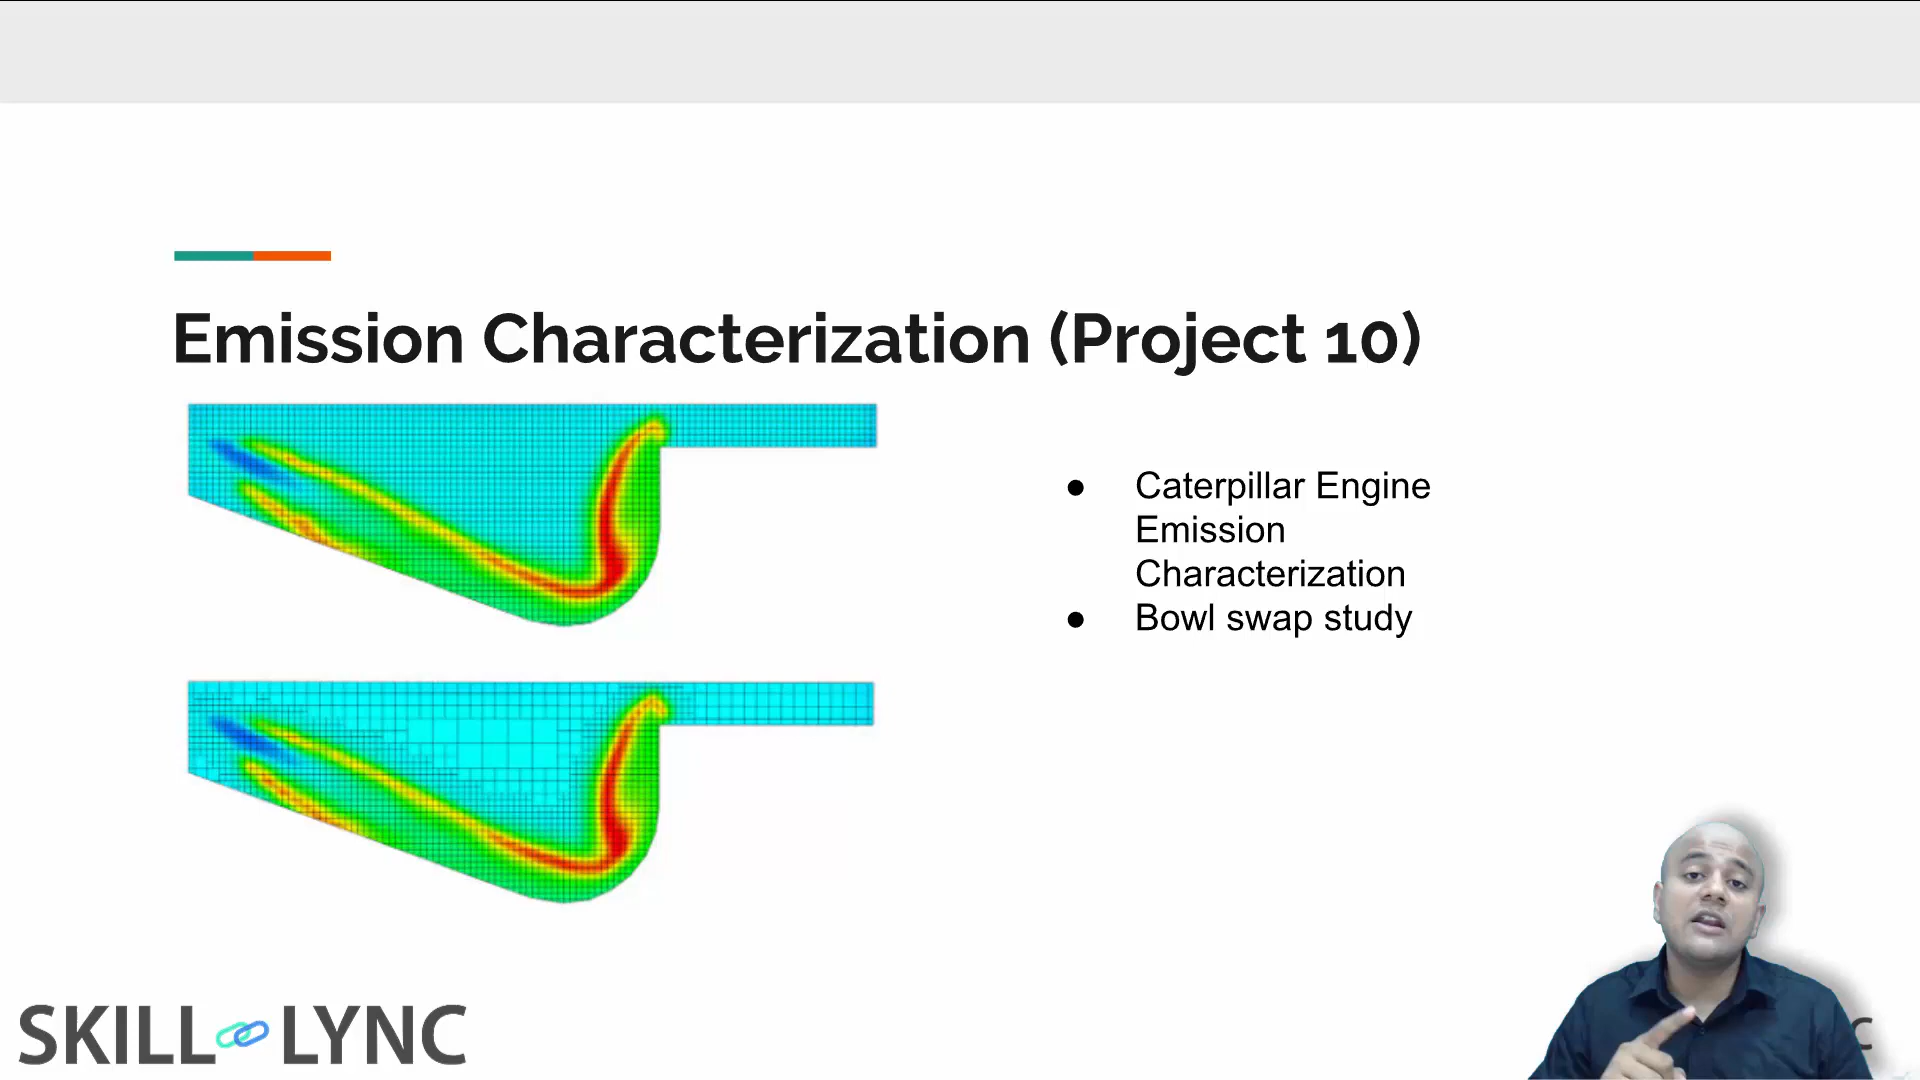 Emission Characterization (Project 10)
● Caterpillar Engine
Emission
Characterization
● Bowl swap study
SKILL LYNC
C